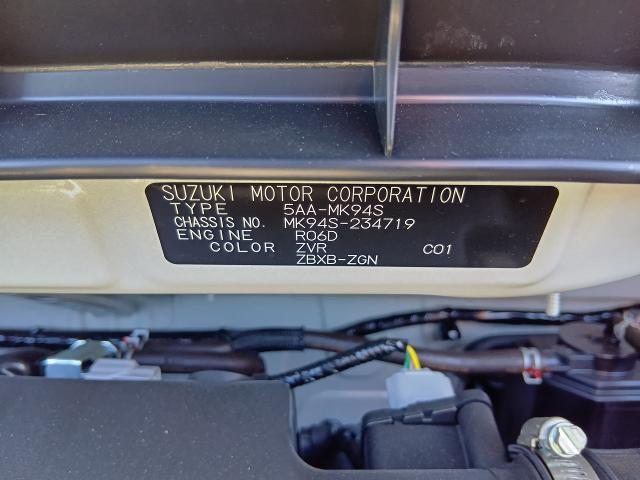 SUZUKI MOTOR CORPORATION
TYPE 5AA-MK94S
CHASSIS NO. MK94S-234719
ENGINE R06D
COLOR ZVR C01
ZBXB-ZGN